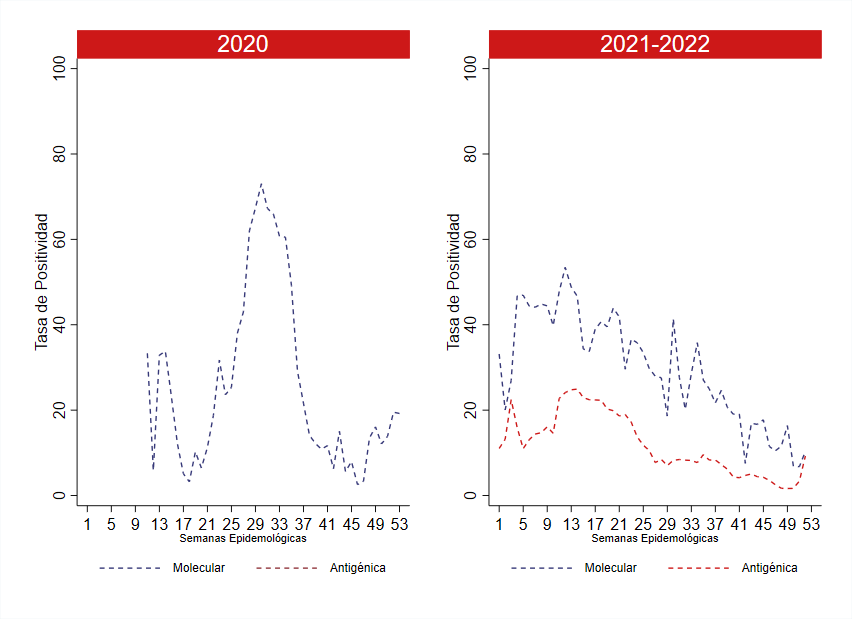 2020
Tasa de Positividad
100
80
60
40
20
0
1 5 9 13 17 21 25 29 33 37 41 45 49 53
Semanas Epidemológicas
Molecular Antigénica
2021-2022
Tasa de Positividad
100
80
60
40
20
0
1 5 9 13 17 21 25 29 33 37 41 45 49 53
Semanas Epidemológicas
Molecular Antigénica